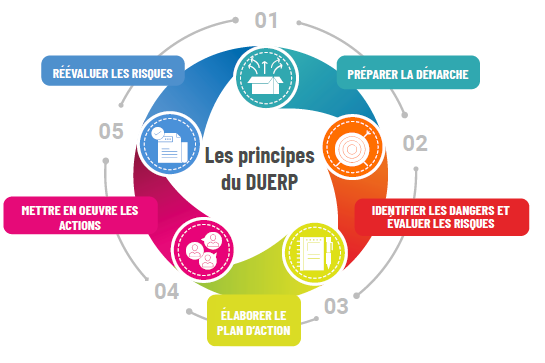 01
PRÉPARER LA DÉMARCHE
02
IDENTIFIER LES DANGERS ET
ÉVALUER LES RISQUES
03
ÉLABORER LE
PLAN D'ACTION
04
METTRE EN OEUVRE LES
ACTIONS
05
RÉÉVALUER LES RISQUES
Les principes
du DUERP